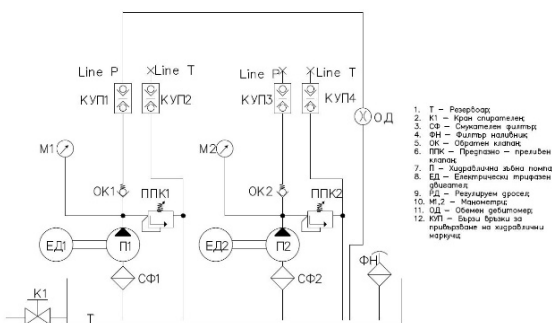 Line P
Line T
Line P
Line T
КУП1
КУП2
КУП3
КУП4
ОД
М1
М2
ОК1
ППК1
ОК2
ППК2
ЕД1
П1
ЕД2
П2
СФ1
СФ2
ФН
К1
Т
1. Т – Резервоар;
2. К1 – Кран спирателен;
3. СФ – Смукателен филтър;
4. ФН – Филтър наливник;
5. ОК – Обратен клапан;
6. ППК – Предпазно – преливен
клапан;
7. П – Хидравлична зъбна помпа
8. ЕД – Електрически трифазен
двигател;
9. РД – Регулируем дросел;
10. М1,2 – Манометри;
11. ОД – Обемен дебитомер;
12. КУП – Бързи връзки за
привързване на хидравлични
маркучи;